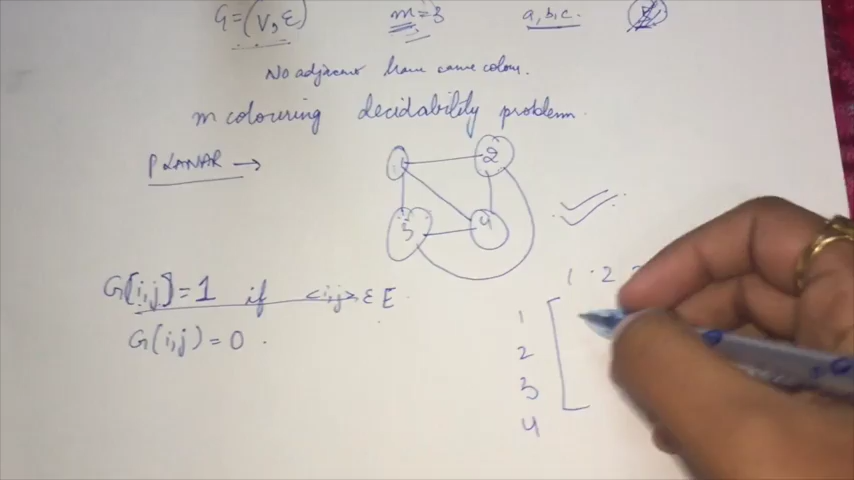 G=(V,E) m=3 a,b,c.
No adjacent have same colour.
m colouring decidability problem.
PLANAR →
1 2
3 4
G[i,j]=1 if <i,j> ε E
G(i,j) = 0
1 2
1
2
3
4